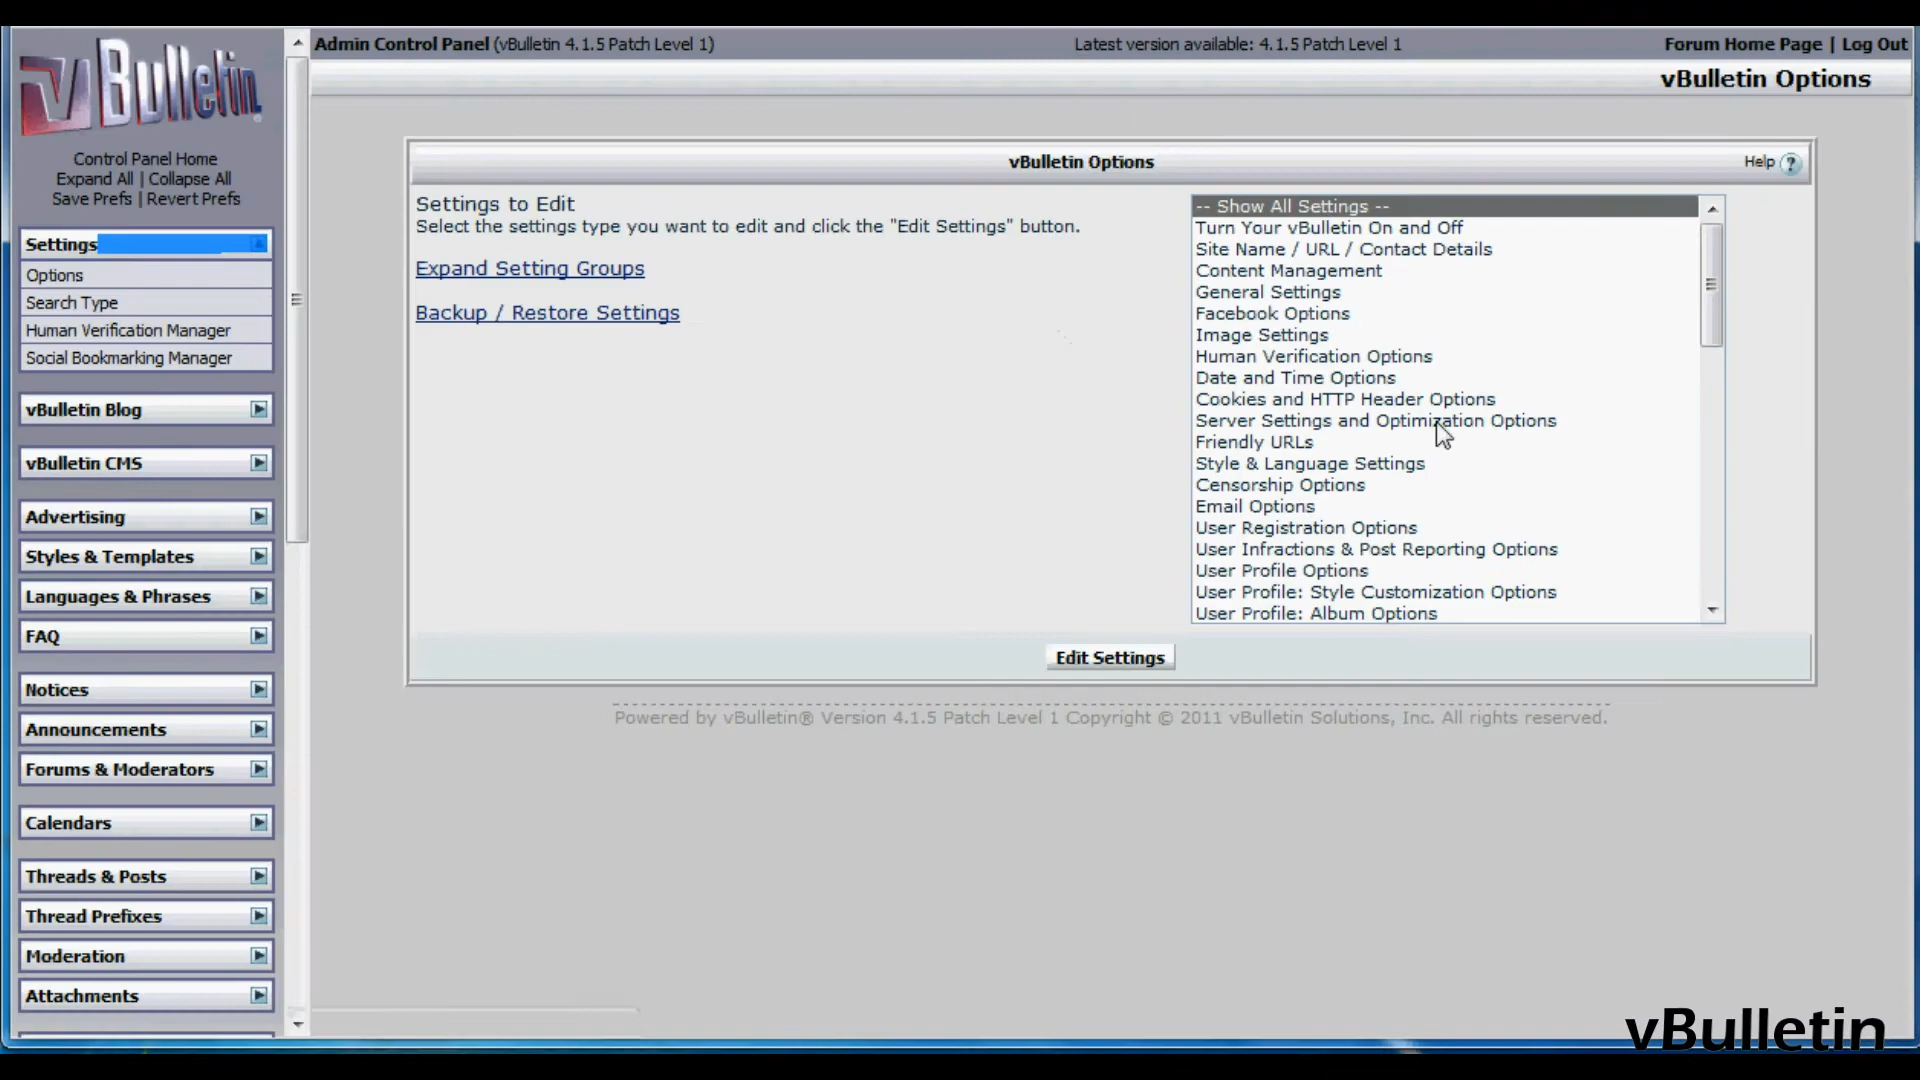 vBulletin
Admin Control Panel (vBulletin 4.1.5 Patch Level 1)
Latest version available: 4.1.5 Patch Level 1
Forum Home Page | Log Out
vBulletin Options
Control Panel Home
Expand All | Collapse All
Save Prefs | Revert Prefs
Settings
Options
Search Type
Human Verification Manager
Social Bookmarking Manager
vBulletin Blog
vBulletin CMS
Advertising
Styles & Templates
Languages & Phrases
FAQ
Notices
Announcements
Forums & Moderators
Calendars
Threads & Posts
Thread Prefixes
Moderation
Attachments
vBulletin Options
Help ?
Settings to Edit
Select the settings type you want to edit and click the "Edit Settings" button.
Expand Setting Groups
Backup / Restore Settings
-- Show All Settings --
Turn Your vBulletin On and Off
Site Name / URL / Contact Details
Content Management
General Settings
Facebook Options
Image Settings
Human Verification Options
Date and Time Options
Cookies and HTTP Header Options
Server Settings and Optimization Options
Friendly URLs
Style & Language Settings
Censorship Options
Email Options
User Registration Options
User Infractions & Post Reporting Options
User Profile Options
User Profile: Style Customization Options
User Profile: Album Options
Edit Settings
Powered by vBulletin® Version 4.1.5 Patch Level 1 Copyright © 2011 vBulletin Solutions, Inc. All rights reserved.
vBulletin